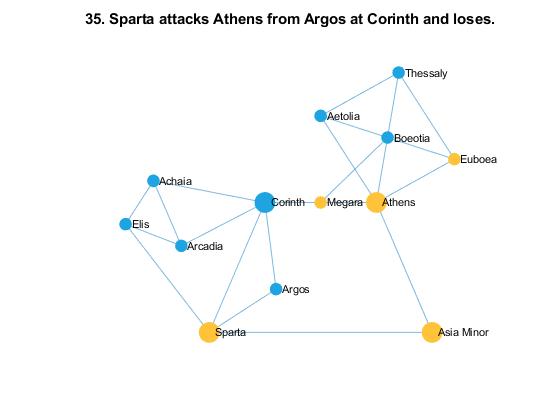 35. Sparta attacks Athens from Argos at Corinth and loses.
Thessaly
Aetolia
Boeotia
Euboea
Achaia
Corinth
Megara
Athens
Elis
Arcadia
Argos
Sparta
Asia Minor